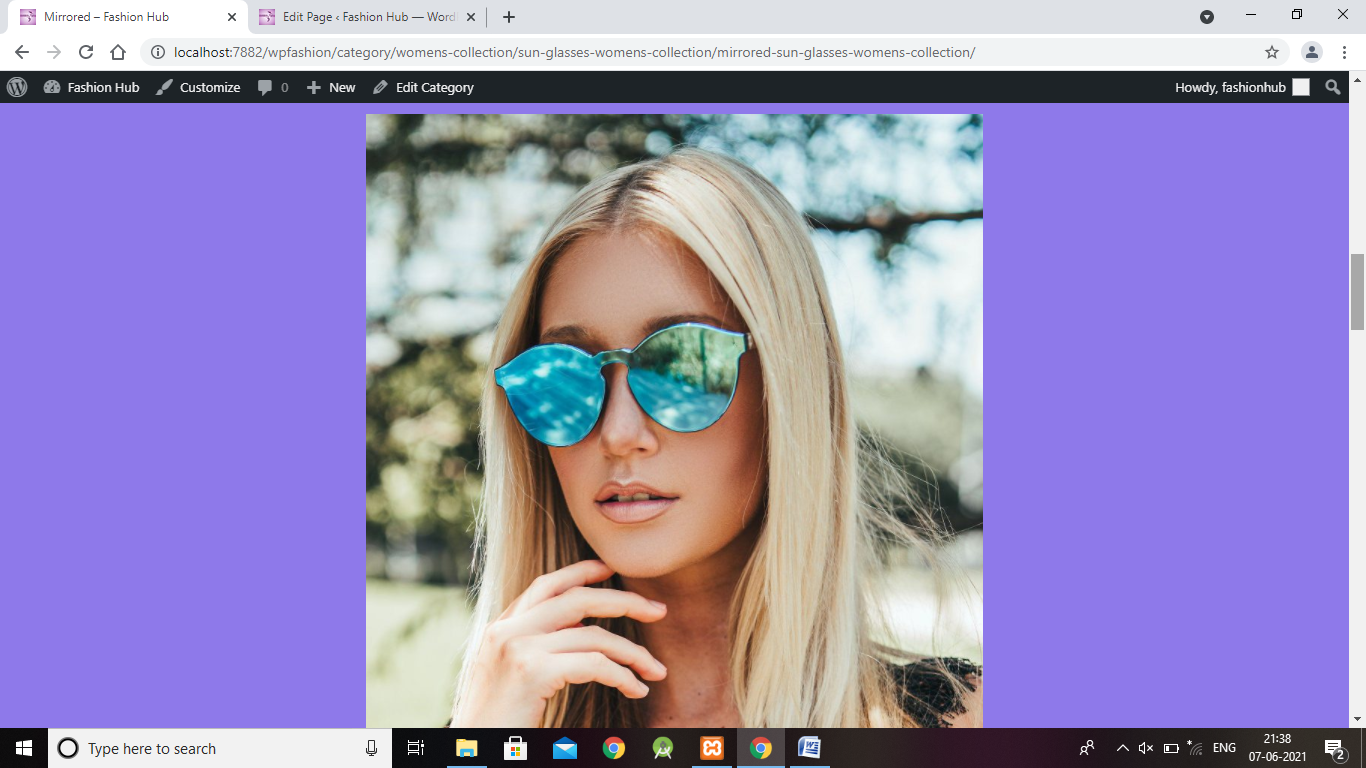 Mirrored – Fashion Hub
Edit Page ‹ Fashion Hub — Word
localhost:7882/wpfashion/category/womens-collection/sun-glasses-womens-collection/mirrored-sun-glasses-womens-collection/
Fashion Hub Customize 0 New Edit Category Howdy, fashionhub
Type here to search
ENG
21:38
07-06-2021
2